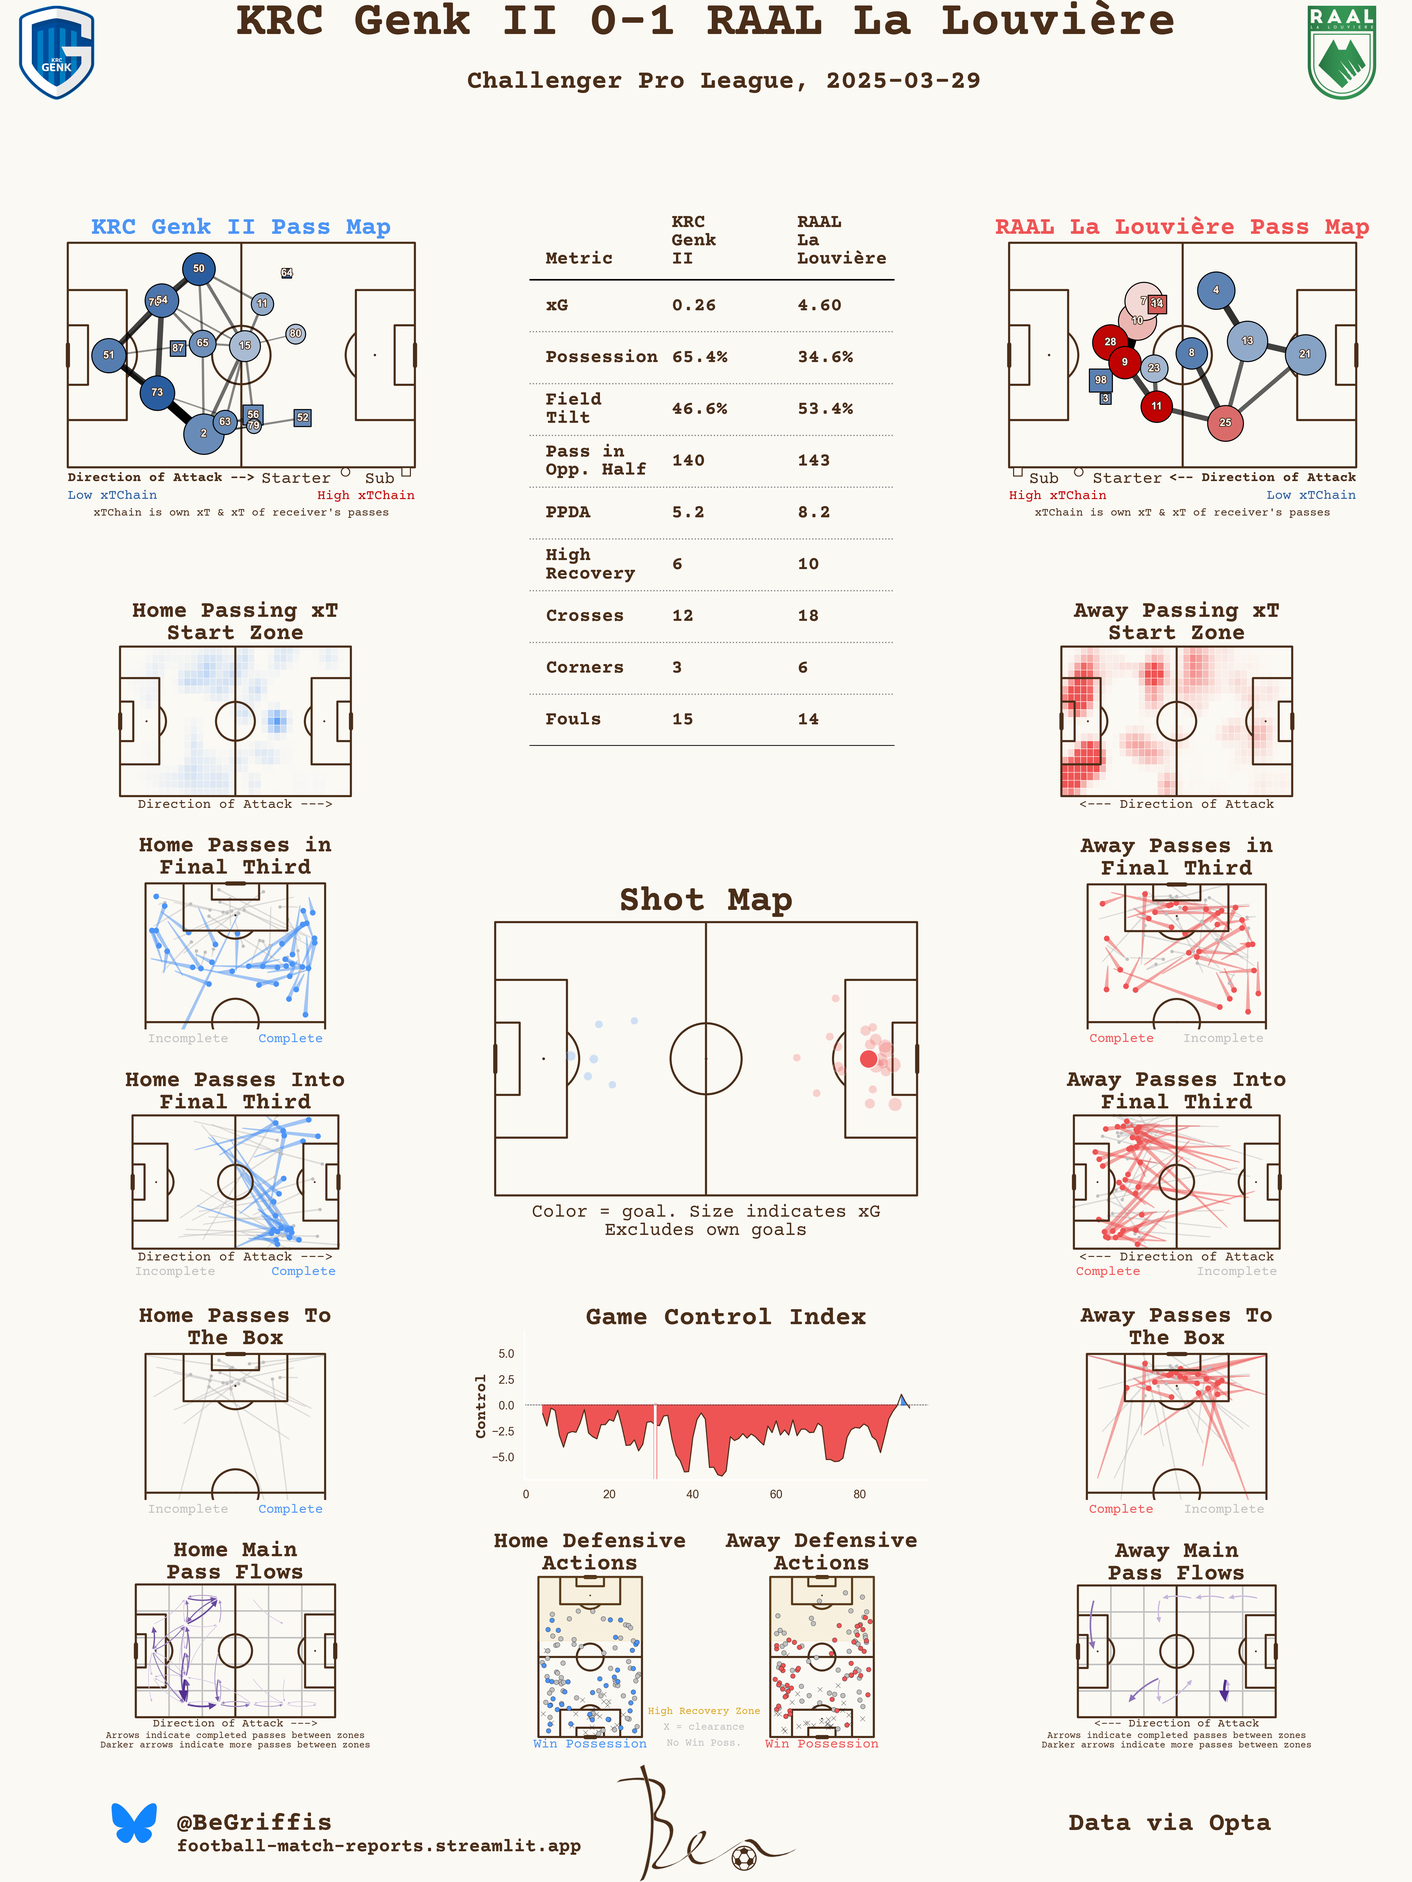 KRC Genk II 0-1 RAAL La Louvière
Challenger Pro League, 2025-03-29
KRC
GENK
RAAL
LA LOUVIÈRE
KRC Genk II Pass Map
50
64
54
11
80
87
65
15
51
73
2
63
56
79
52
Direction of Attack --> Starter Sub
Low xTChain High xTChain
xTChain is own xT & xT of receiver's passes
Metric KRC Genk II RAAL La Louvière
xG 0.26 4.60
Possession 65.4% 34.6%
Field Tilt 46.6% 53.4%
Pass in Opp. Half 140 143
PPDA 5.2 8.2
High Recovery 6 10
Crosses 12 18
Corners 3 6
Fouls 15 14
RAAL La Louvière Pass Map
4
7
10
28
9
8
13
21
23
98
3
11
25
Sub Starter <-- Direction of Attack
High xTChain Low xTChain
xTChain is own xT & xT of receiver's passes
Home Passing xT
Start Zone
Direction of Attack --->
Away Passing xT
Start Zone
<--- Direction of Attack
Home Passes in
Final Third
Incomplete Complete
Away Passes in
Final Third
Complete Incomplete
Shot Map
Color = goal. Size indicates xG
Excludes own goals
Home Passes Into
Final Third
Direction of Attack --->
Incomplete Complete
Away Passes Into
Final Third
<--- Direction of Attack
Complete Incomplete
Home Passes To
The Box
Incomplete Complete
Game Control Index
Control
5.0
2.5
0.0
−2.5
−5.0
0 20 40 60 80
Away Passes To
The Box
Complete Incomplete
Home Main
Pass Flows
Direction of Attack --->
Arrows indicate completed passes between zones
Darker arrows indicate more passes between zones
Home Defensive
Actions
Win Possession
High Recovery Zone
X = clearance
No Win Poss.
Away Defensive
Actions
Win Possession
Away Main
Pass Flows
<--- Direction of Attack
Arrows indicate completed passes between zones
Darker arrows indicate more passes between zones
@BeGriffis
football-match-reports.streamlit.app
Ben
Data via Opta